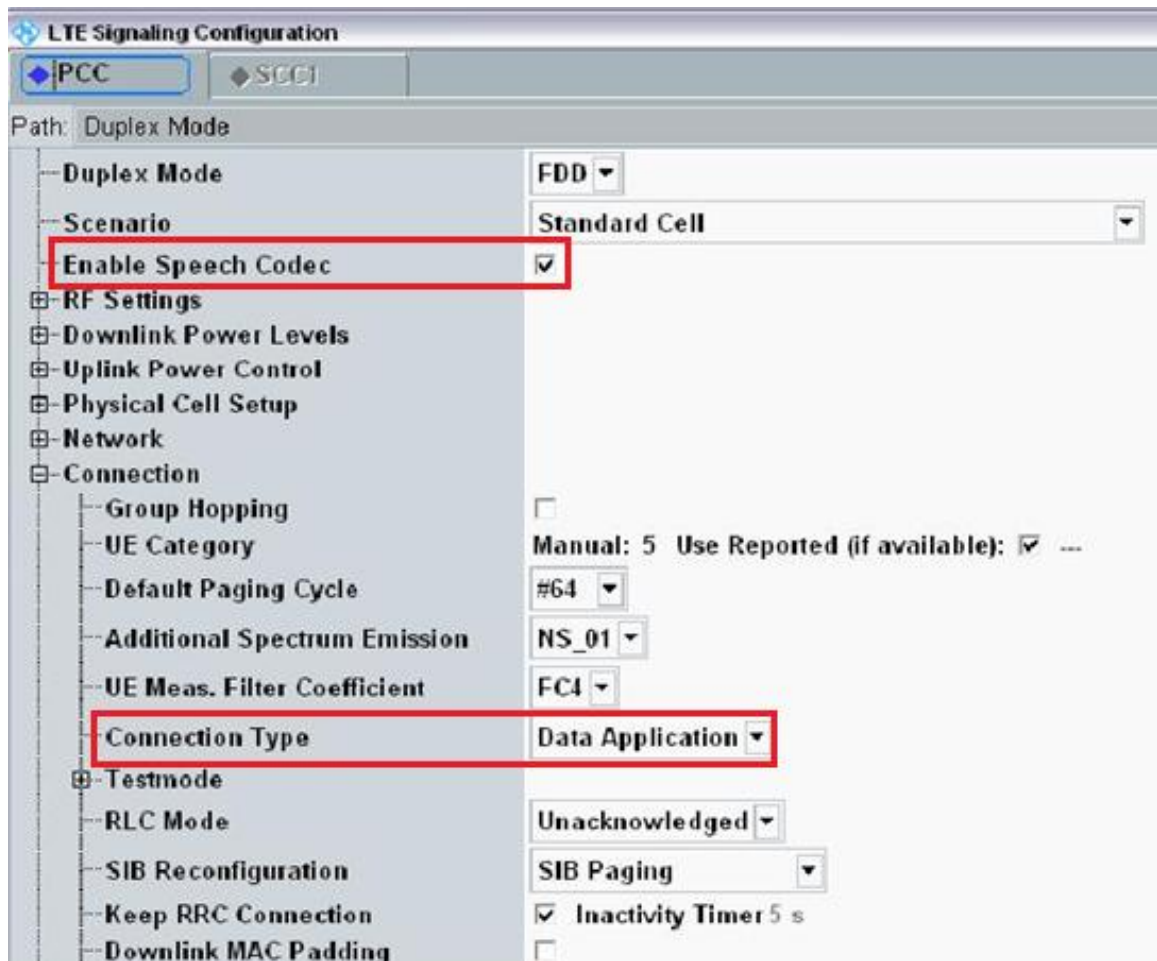 LTE Signaling Configuration
PCC SCC1
Path: Duplex Mode
Duplex Mode FDD
Scenario Standard Cell
Enable Speech Codec
RF Settings
Downlink Power Levels
Uplink Power Control
Physical Cell Setup
Network
Connection
Group Hopping
UE Category Manual: 5 Use Reported (if available): ---
Default Paging Cycle #64
Additional Spectrum Emission NS_01
UE Meas. Filter Coefficient FC4
Connection Type Data Application
Testmode
RLC Mode Unacknowledged
SIB Reconfiguration SIB Paging
Keep RRC Connection Inactivity Timer 5 s
Downlink MAC Padding